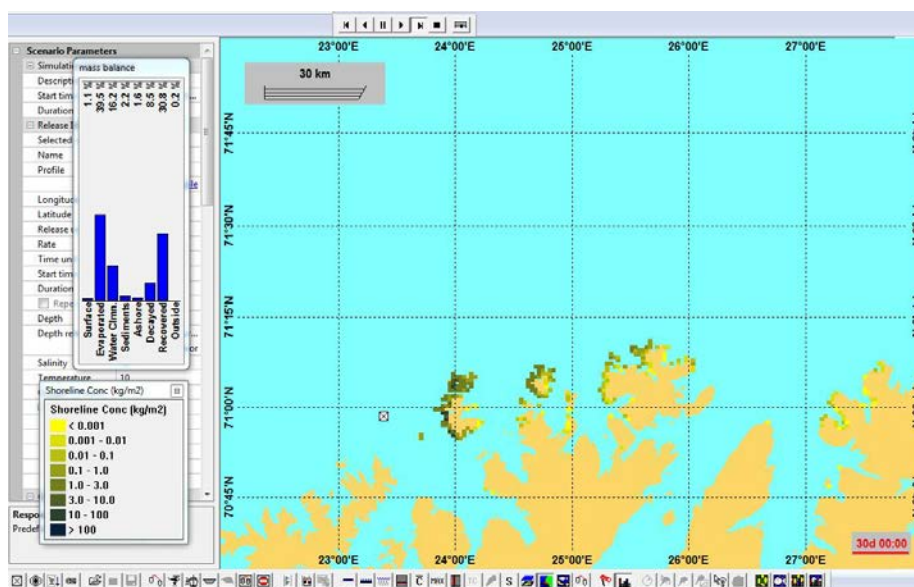 23°00'E 24°00'E 25°00'E 26°00'E 27°00'E
Scenario Parameters
Simulati
Descripti
Start tim
Duration
Release
Selected
Name
Profile
Longitud
Latitude
Release
Rate
Time un
Start tim
Duration
Repe
Depth
Depth re
Salinity
Temperature 10
Respo
Predef
mass balance
1.1 %
39.5 %
16.2 %
2.2 %
1.6 %
8.5 %
30.8 %
0.2 %
Surface
Evaporated
Water Clmn.
Sediments
Ashore
Decayed
Recovered
Outside
Shoreline Conc (kg/m2)
Shoreline Conc (kg/m2)
< 0.001
0.001 - 0.01
0.01 - 0.1
0.1 - 1.0
1.0 - 3.0
3.0 - 10.0
10 - 100
> 100
30 km
71°45'N
71°30'N
71°15'N
71°00'N
70°45'N
30d 00:00
23°00'E 24°00'E 25°00'E 26°00'E 27°00'E